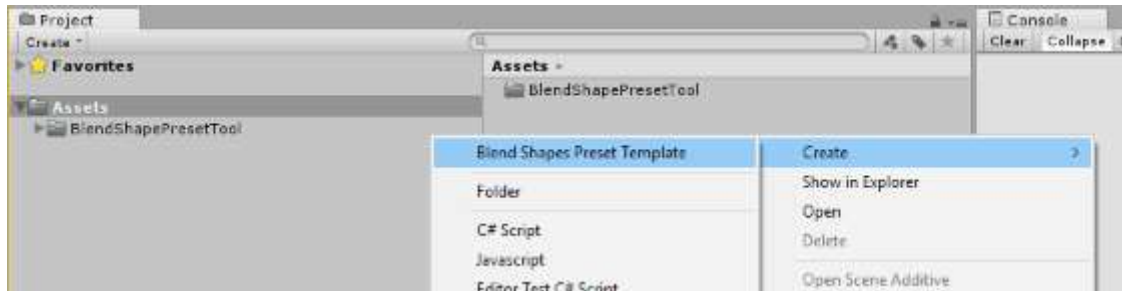 Project
Console
Create
Clear Collapse
Favorites
Assets
BlendShapePresetTool
Assets
BlendShapePresetTool
Blend Shapes Preset Template
Folder
C# Script
Javascript
Editor Test C# Script
Create
Show in Explorer
Open
Delete
Open Scene Additive